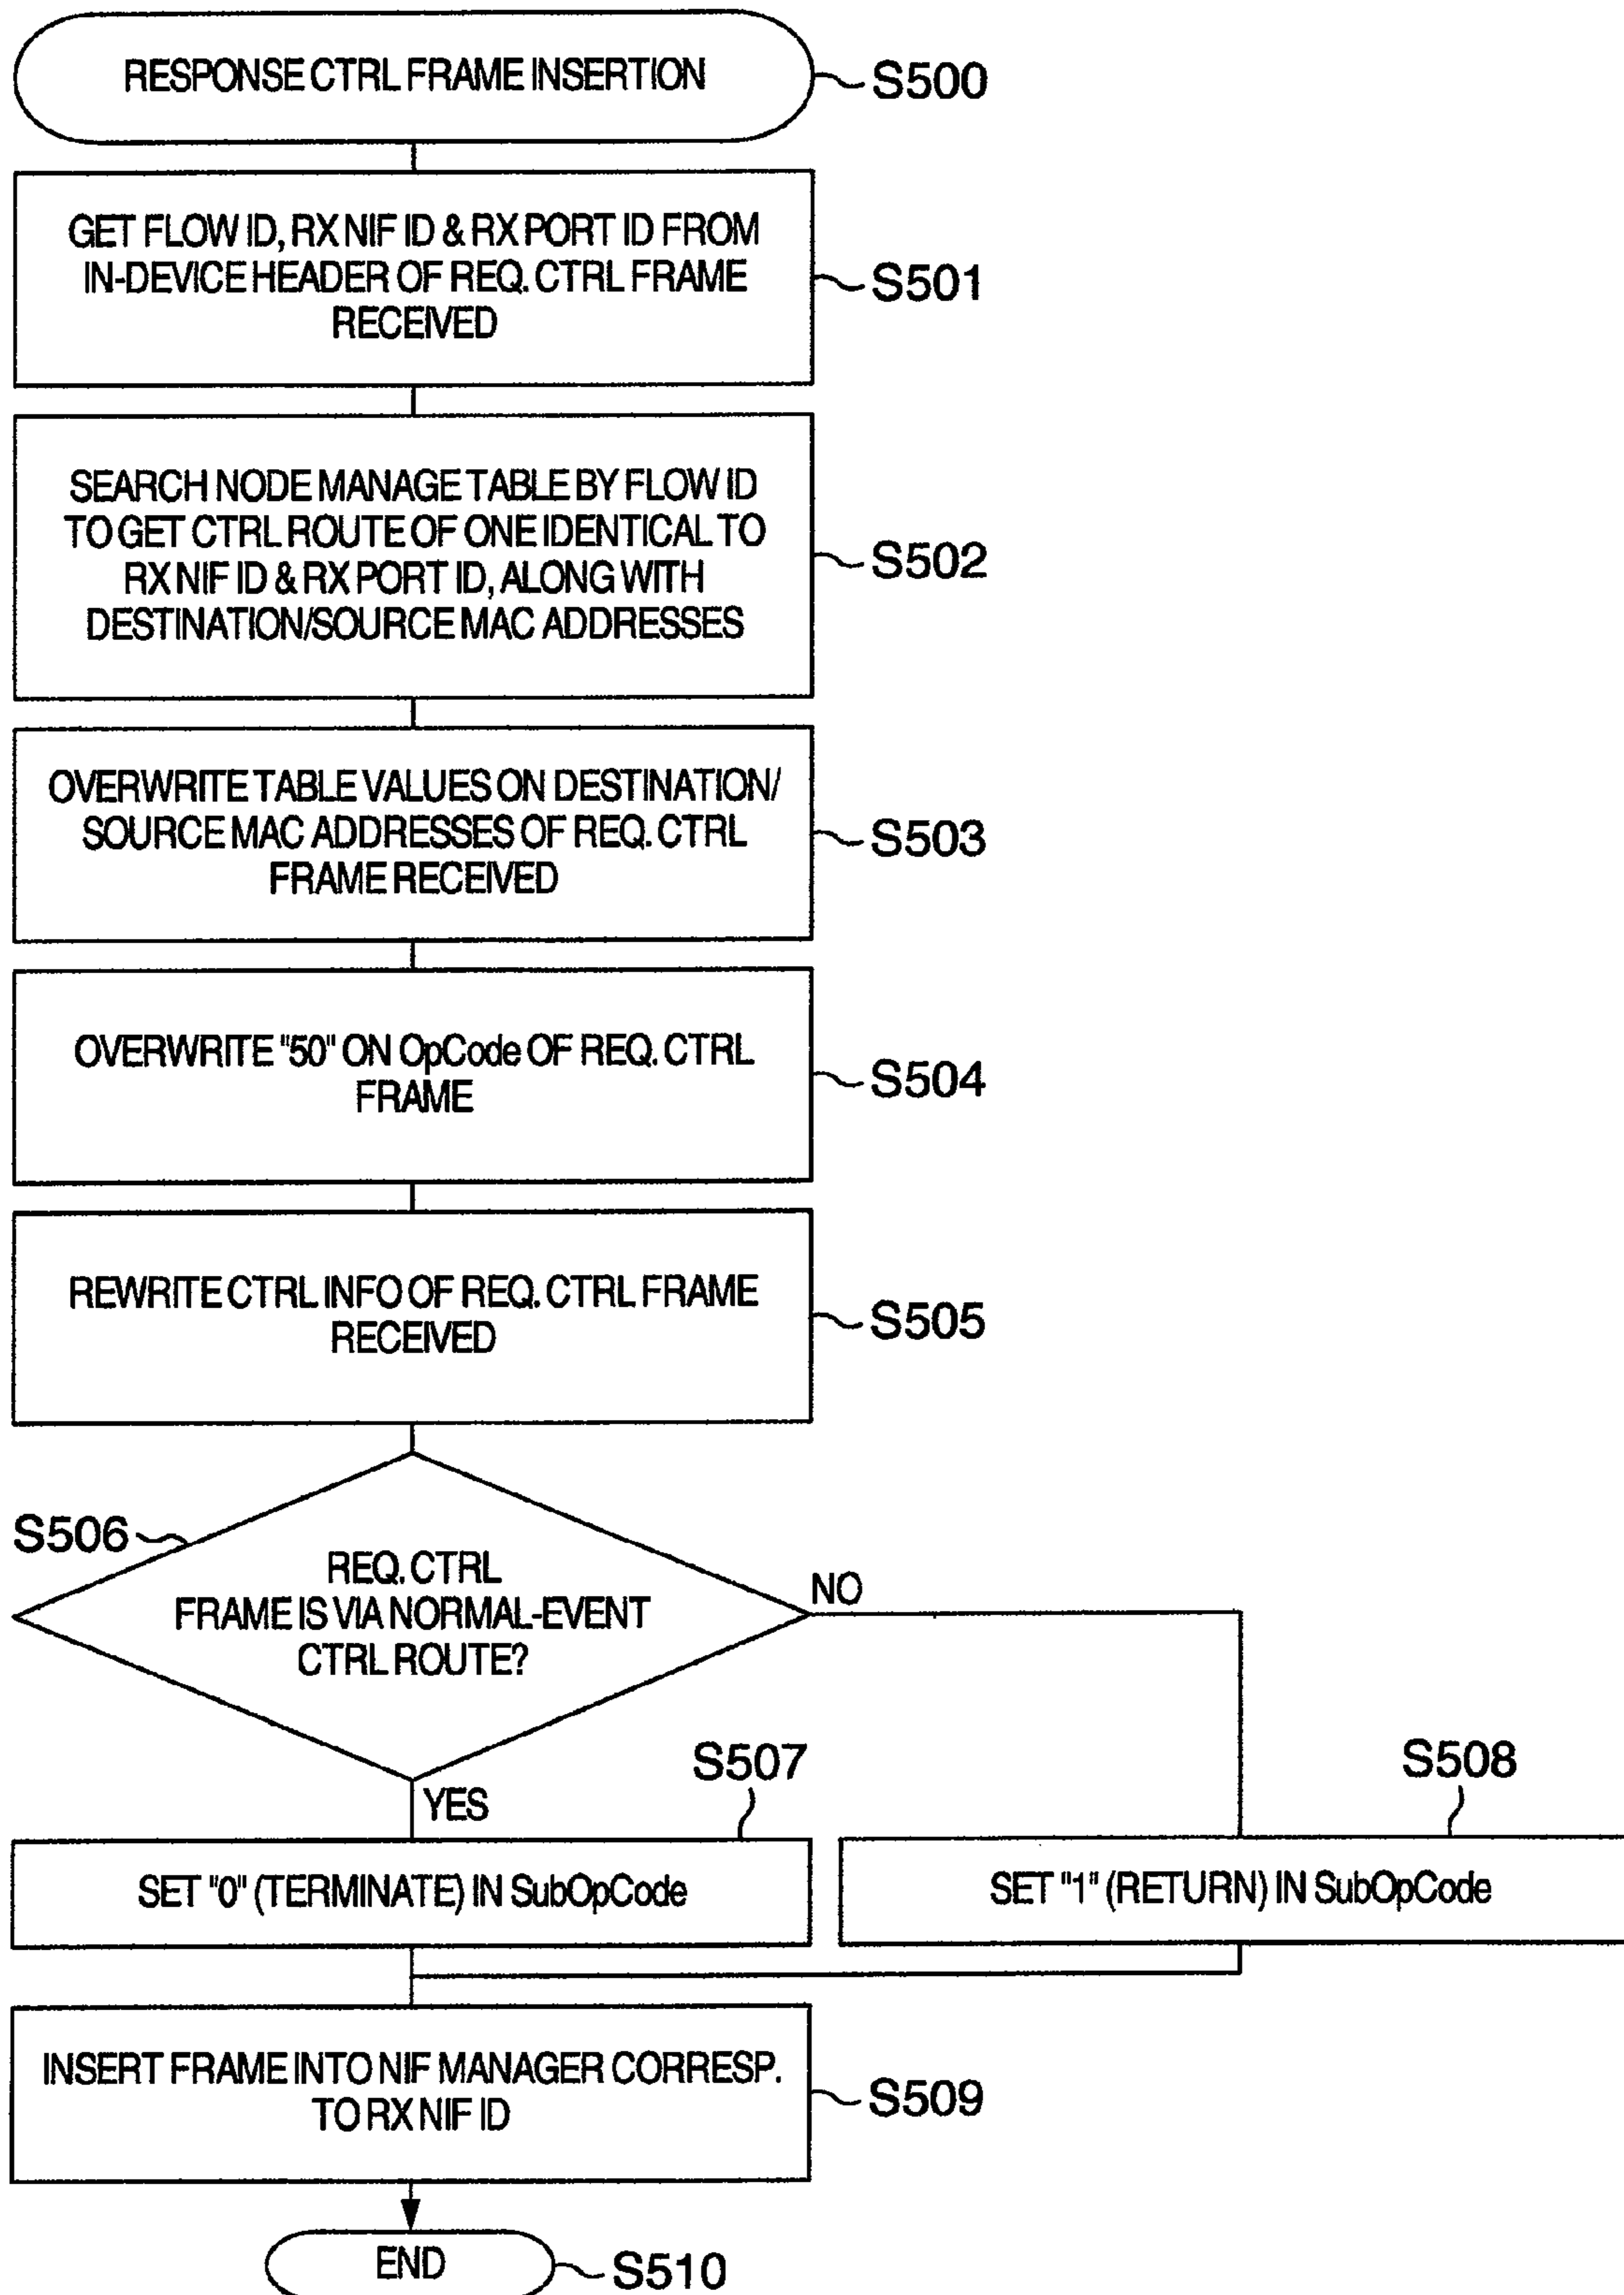 RESPONSE CTRL FRAME INSERTION
S500
GET FLOW ID, RX NIF ID & RX PORT ID FROM
IN-DEVICE HEADER OF REQ. CTRL FRAME
RECEIVED
S501
SEARCH NODE MANAGE TABLE BY FLOW ID
TO GET CTRL ROUTE OF ONE IDENTICAL TO
RX NIF ID & RX PORT ID, ALONG WITH
DESTINATION/SOURCE MAC ADDRESSES
S502
OVERWRITE TABLE VALUES ON DESTINATION/
SOURCE MAC ADDRESSES OF REQ. CTRL
FRAME RECEIVED
S503
OVERWRITE "50" ON OpCode OF REQ. CTRL
FRAME
S504
REWRITE CTRL INFO OF REQ. CTRL FRAME
RECEIVED
S505
S506
REQ. CTRL
FRAME IS VIA NORMAL-EVENT
CTRL ROUTE?
NO
YES
S507
S508
SET "0" (TERMINATE) IN SubOpCode
SET "1" (RETURN) IN SubOpCode
INSERT FRAME INTO NIF MANAGER CORRESP.
TO RX NIF ID
S509
END
S510